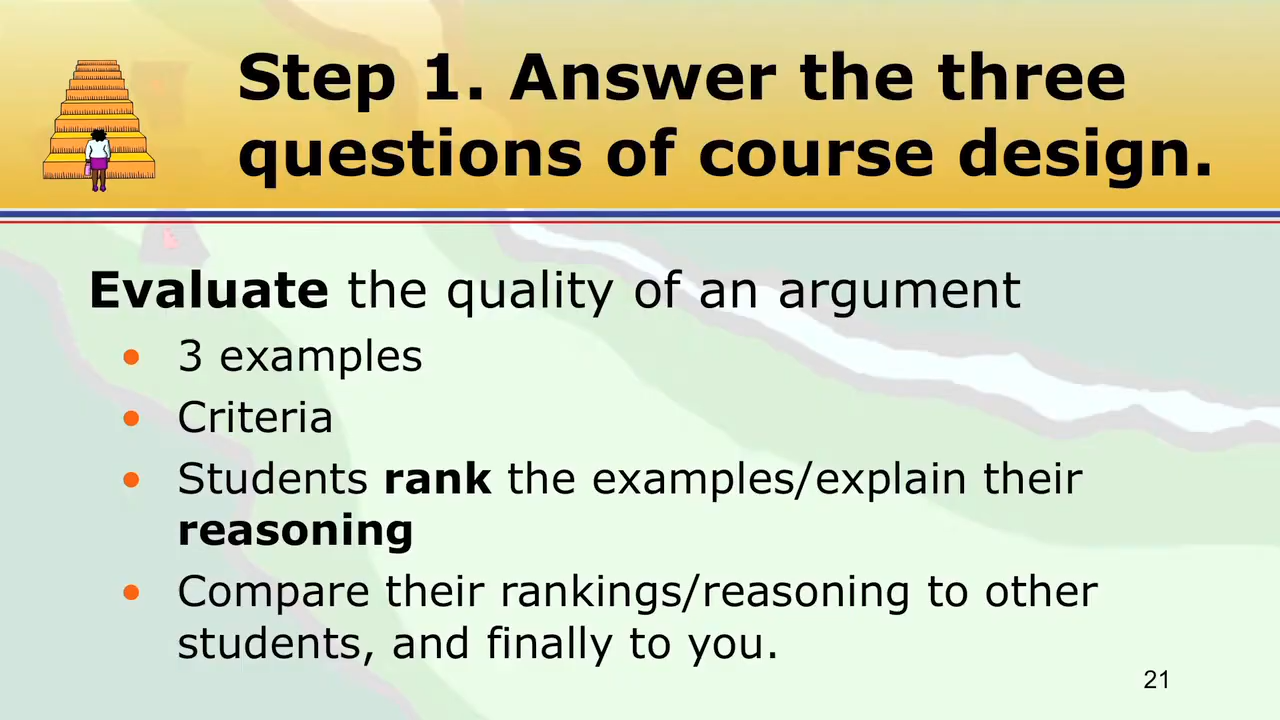 Step 1. Answer the three
questions of course design.
Evaluate the quality of an argument
• 3 examples
• Criteria
• Students rank the examples/explain their
reasoning
• Compare their rankings/reasoning to other
students, and finally to you.
21